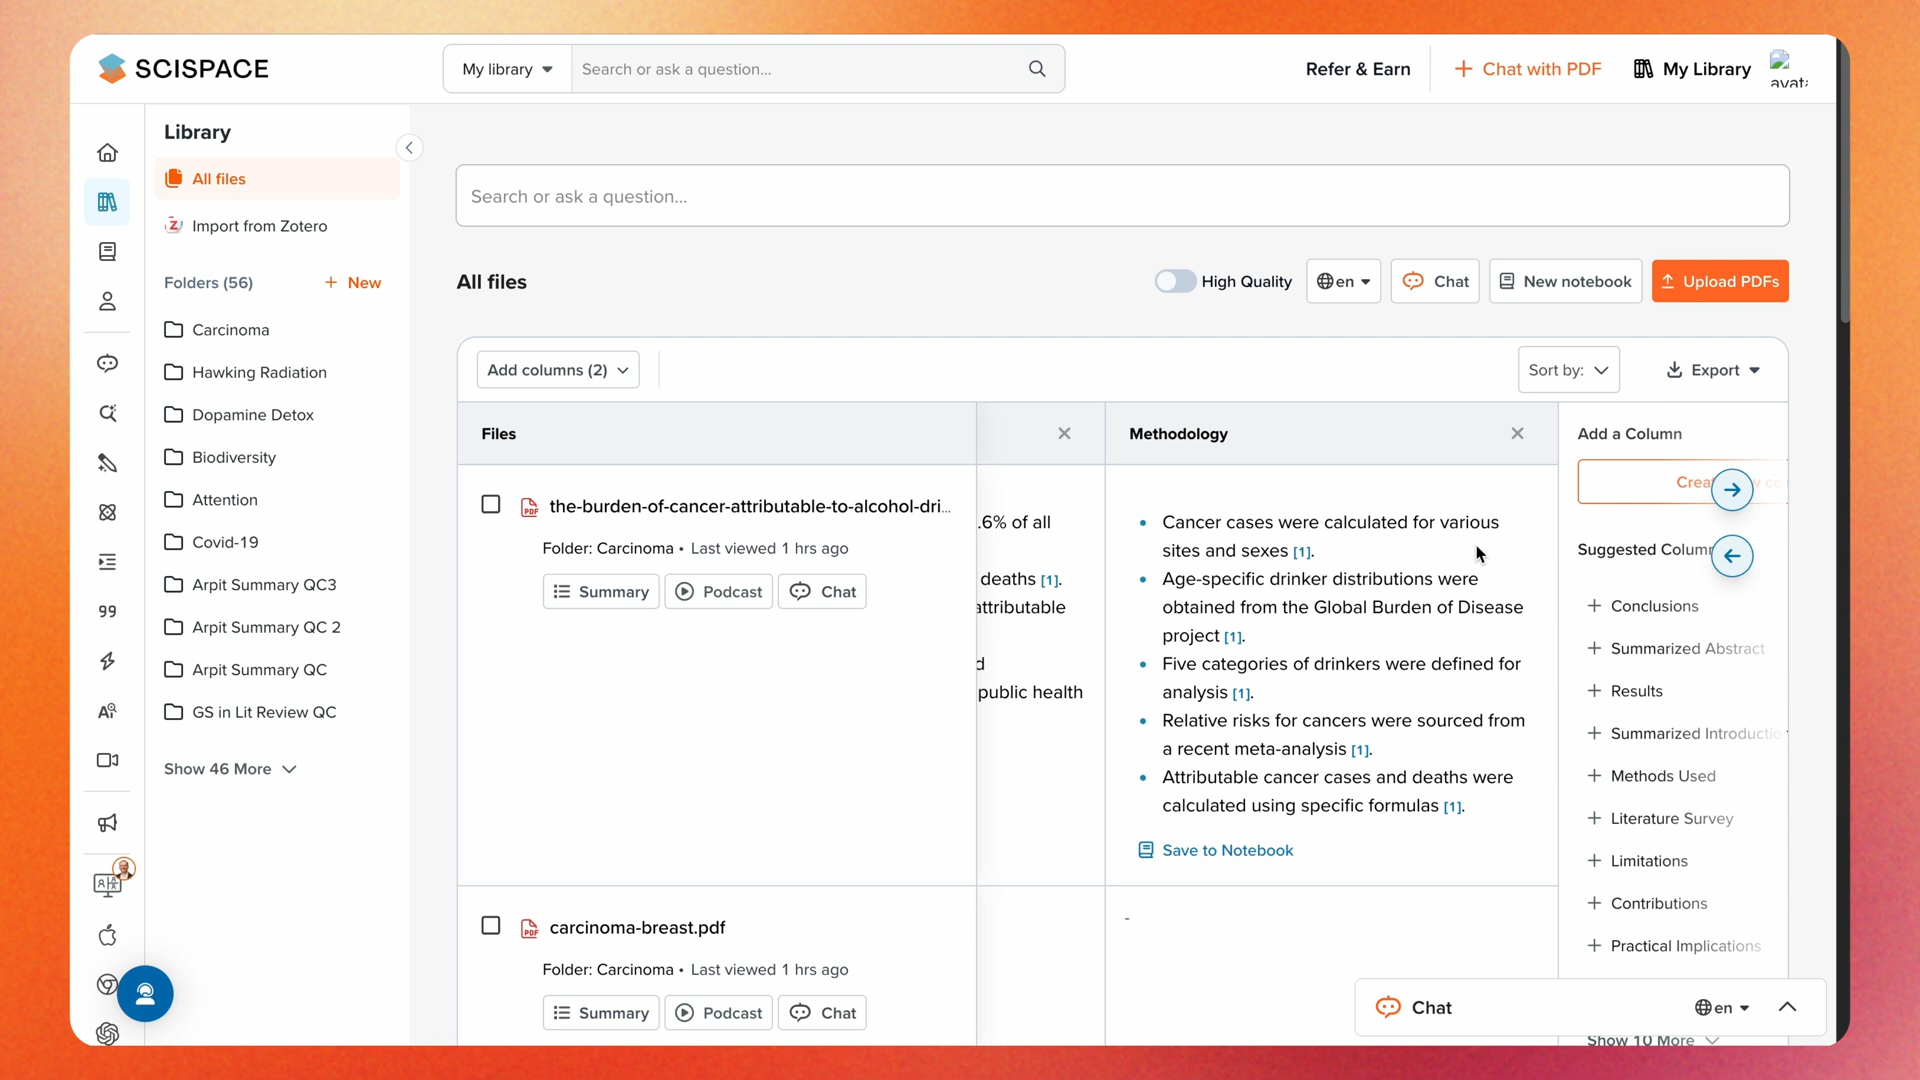 SCISPACE
My library
Search or ask a question...
Refer & Earn
Chat with PDF
My Library
avat
Library
All files
Import from Zotero
Folders (56)
+ New
Carcinoma
Hawking Radiation
Dopamine Detox
Biodiversity
Attention
Covid-19
Arpit Summary QC3
Arpit Summary QC 2
Arpit Summary QC
GS in Lit Review QC
Show 46 More
Search or ask a question...
All files
High Quality
en
Chat
New notebook
Upload PDFs
Add columns (2)
Sort by:
Export
Files
Methodology
Add a Column
the-burden-of-cancer-attributable-to-alcohol-dri...
Folder: Carcinoma • Last viewed 1 hrs ago
Summary
Podcast
Chat
.6% of all
deaths [1].
attributable
d
public health
• Cancer cases were calculated for various
sites and sexes [1].
• Age-specific drinker distributions were
obtained from the Global Burden of Disease
project [1].
• Five categories of drinkers were defined for
analysis [1].
• Relative risks for cancers were sourced from
a recent meta-analysis [1].
• Attributable cancer cases and deaths were
calculated using specific formulas [1].
Save to Notebook
Crea
Suggested Colum
+ Conclusions
+ Summarized Abstract
+ Results
+ Summarized Introductio
+ Methods Used
+ Literature Survey
+ Limitations
+ Contributions
+ Practical Implications
Show 10 More
carcinoma-breast.pdf
Folder: Carcinoma • Last viewed 1 hrs ago
Summary
Podcast
Chat
-
Chat
en